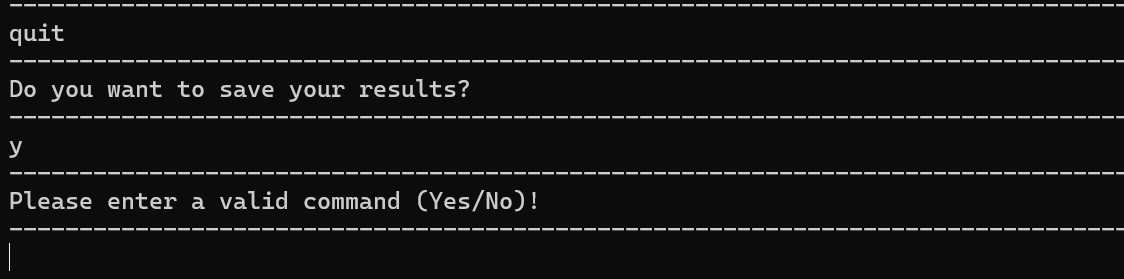 quit
Do you want to save your results?
y
Please enter a valid command (Yes/No)!